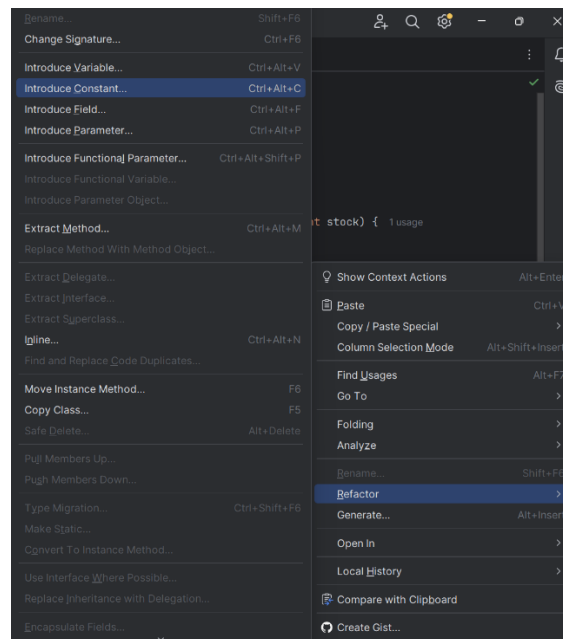 Rename... Shift+F6
Change Signature... Ctrl+F6
Introduce Variable... Ctrl+Alt+V
Introduce Constant... Ctrl+Alt+C
Introduce Field... Ctrl+Alt+F
Introduce Parameter... Ctrl+Alt+P
Introduce Functional Parameter... Ctrl+Alt+Shift+P
Introduce Functional Variable...
Introduce Parameter Object...
Extract Method... Ctrl+Alt+M
Replace Method With Method Object...
Extract Delegate...
Extract Interface...
Extract Superclass...
Inline... Ctrl+Alt+N
Find and Replace Code Duplicates...
Move Instance Method... F6
Copy Class... F5
Safe Delete... Alt+Delete
Pull Members Up...
Push Members Down...
Type Migration... Ctrl+Shift+F6
Make Static...
Convert To Instance Method...
Use Interface Where Possible...
Replace Inheritance with Delegation...
Encapsulate Fields...
t stock) { 1 usage
Show Context Actions Alt+Enter
Paste Ctrl+V
Copy / Paste Special
Column Selection Mode Alt+Shift+Insert
Find Usages Alt+F7
Go To
Folding
Analyze
Rename... Shift+F6
Refactor
Generate... Alt+Insert
Open In
Local History
Compare with Clipboard
Create Gist...